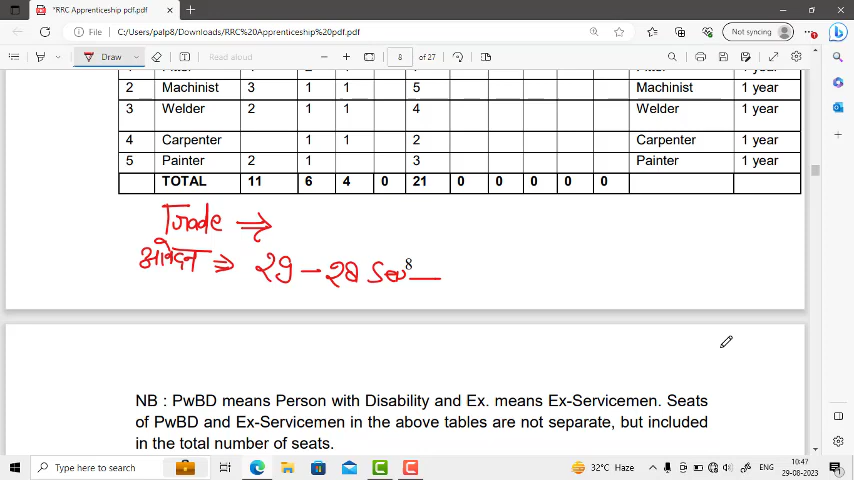 RRC Apprenticeship pdf.pdf
File C:/Users/palp8/Downloads/RRC%20Apprenticeship%20pdf.pdf Not syncing
Draw Read aloud 8 of 27
2 Machinist 3 1 1 5 Machinist 1 year
3 Welder 2 1 1 4 Welder 1 year
4 Carpenter 1 1 2 Carpenter 1 year
5 Painter 2 1 3 Painter 1 year
TOTAL 11 6 4 0 21 0 0 0 0 0
Trade ⇒
आवेदन ⇒ 29 – 28 Sep
8
NB : PwBD means Person with Disability and Ex. means Ex-Servicemen. Seats
of PwBD and Ex-Servicemen in the above tables are not separate, but included
in the total number of seats.
Type here to search 32°C Haze ENG 10:47
29-08-2023